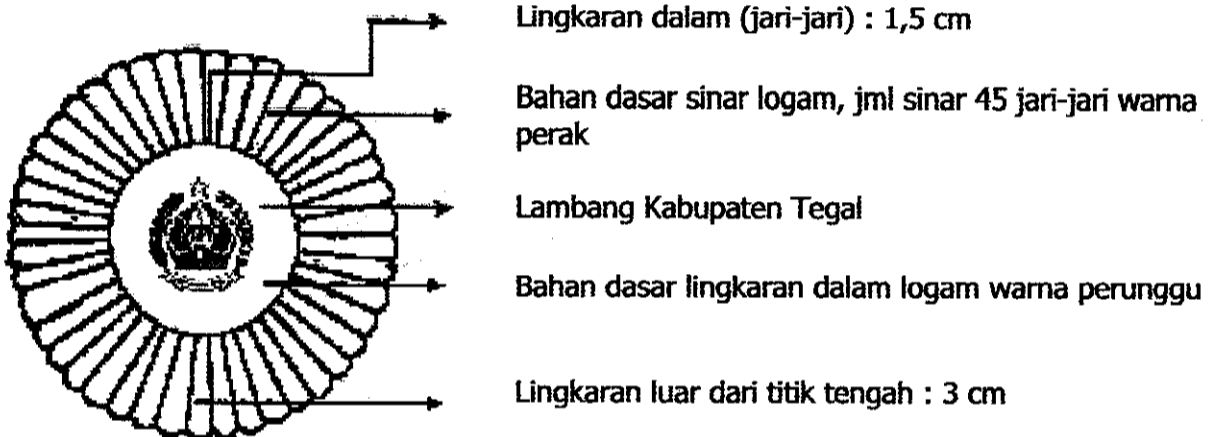 Lingkaran dalam (jari-jari) : 1,5 cm
Bahan dasar sinar logam, jml sinar 45 jari-jari warna
perak
Lambang Kabupaten Tegal
Bahan dasar lingkaran dalam logam warna perunggu
Lingkaran luar dari titik tengah : 3 cm